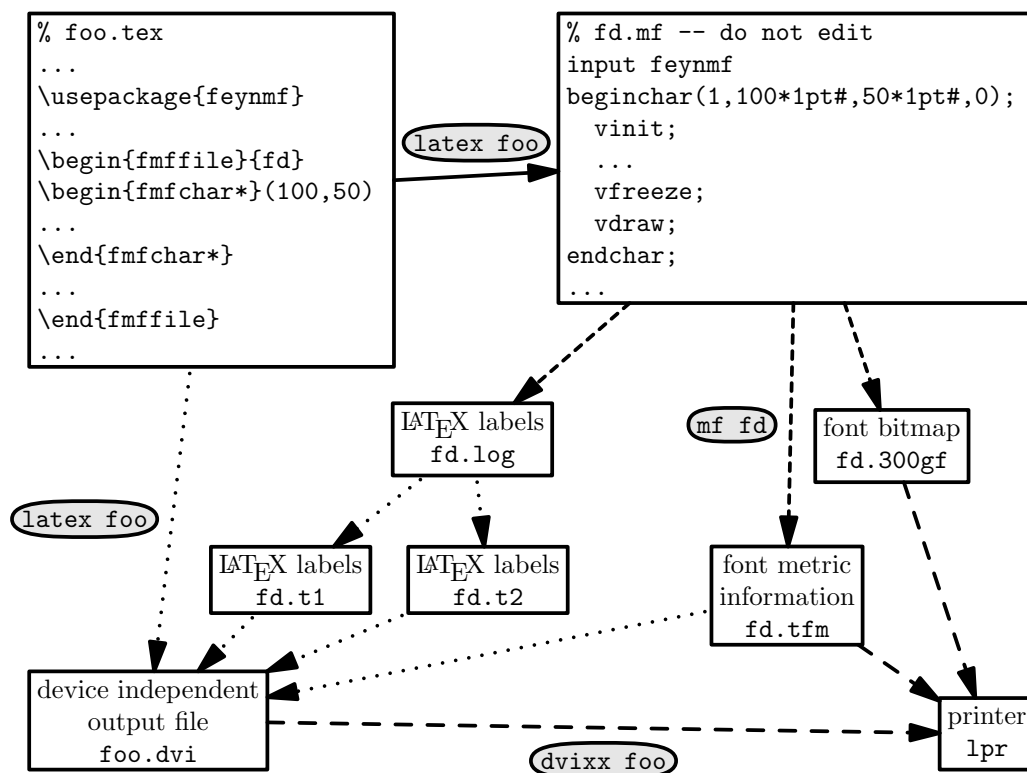 % foo.tex
...
\usepackage{feynmf}
...
\begin{fmffile}{fd}
\begin{fmfchar*}(100,50)
...
\end{fmfchar*}
...
\end{fmffile}
...
latex foo
% fd.mf -- do not edit
input feynmf
beginchar(1,100*1pt#,50*1pt#,0);
  vinit;
  ...
  vfreeze;
  vdraw;
endchar;
...
LATEX labels
fd.log
mf fd
font bitmap
fd.300gf
latex foo
LATEX labels
fd.t1
LATEX labels
fd.t2
font metric
information
fd.tfm
device independent
output file
foo.dvi
dvixx foo
printer
lpr